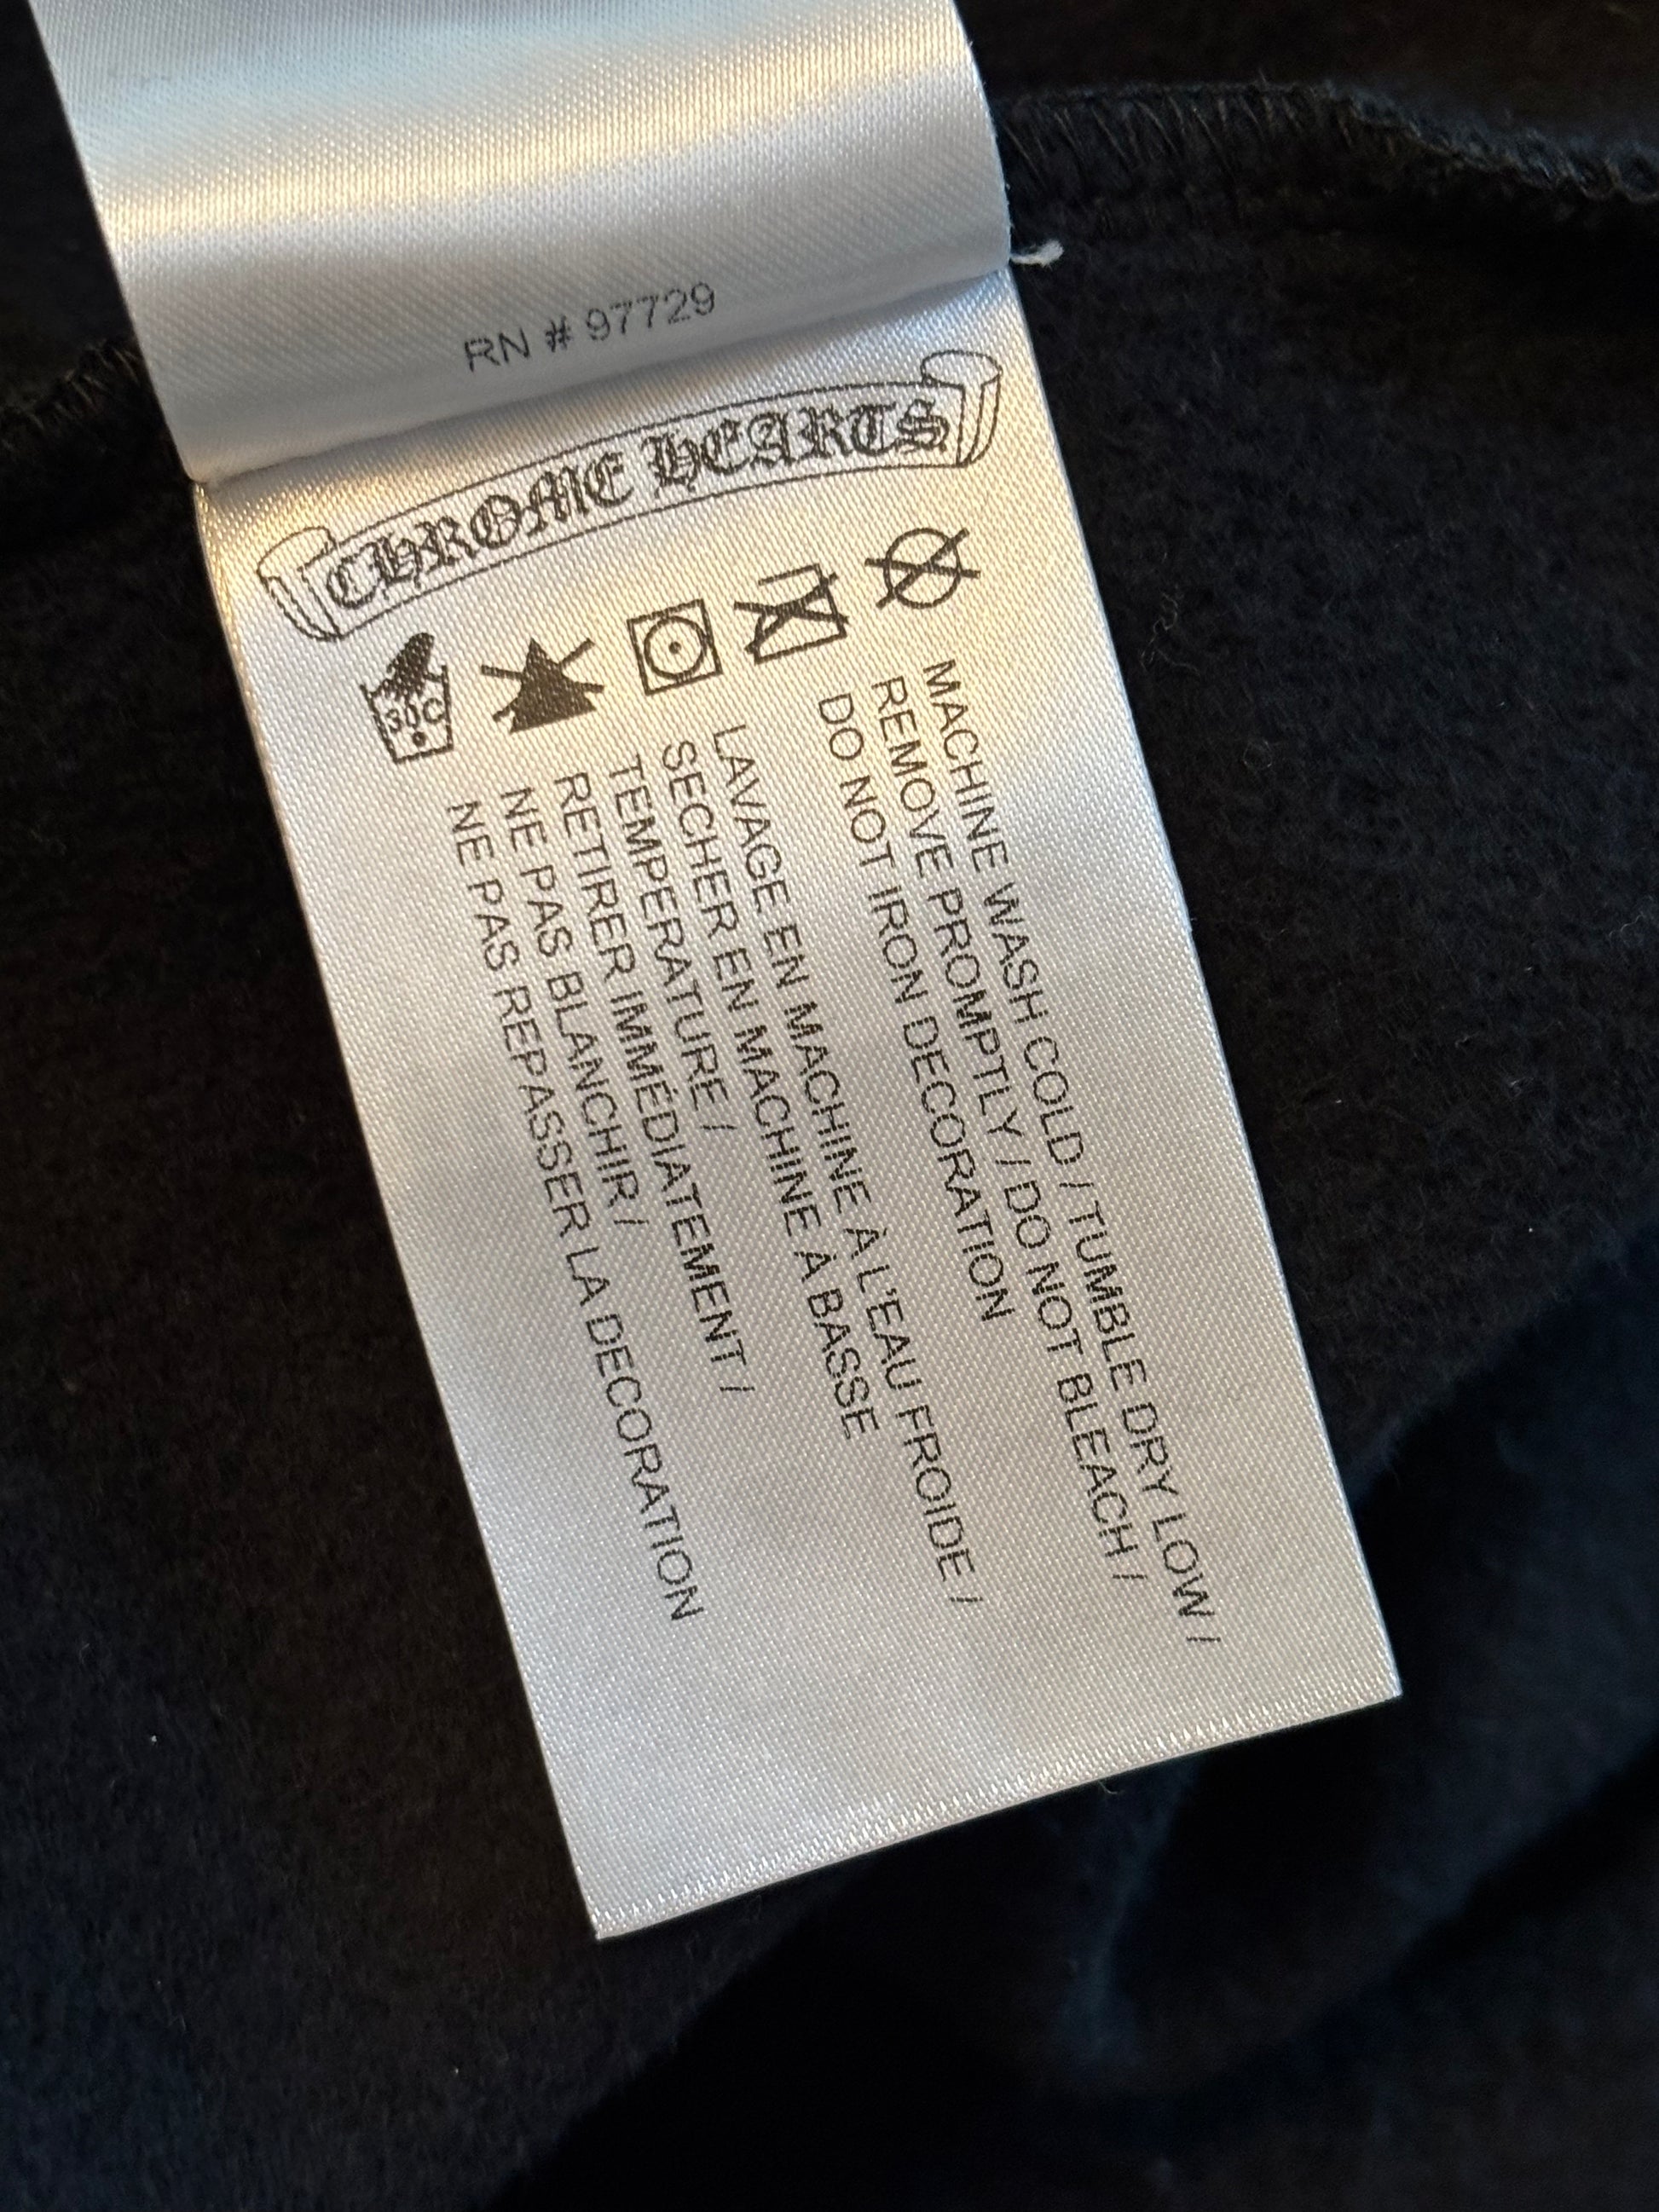 RN # 97729
CHROME HEARTS
30C
MACHINE WASH COLD / TUMBLE DRY LOW /
REMOVE PROMPTLY / DO NOT BLEACH /
DO NOT IRON DECORATION
LAVAGE EN MACHINE À L'EAU FROIDE /
SECHER EN MACHINE À BASSE
TEMPERATURE /
RETIRER IMMÉDIATEMENT /
NE PAS BLANCHIR /
NE PAS REPASSER LA DECORATION